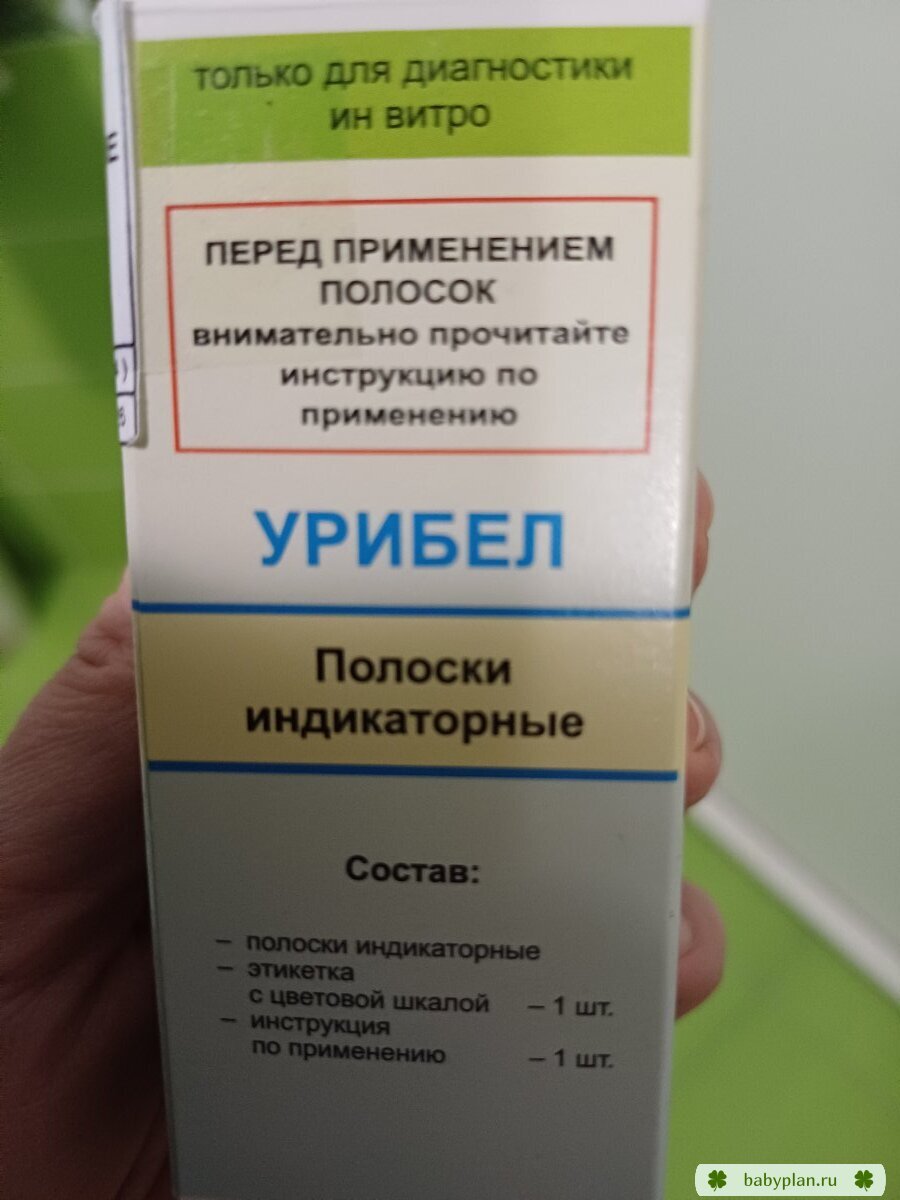 только для диагностики
ин витро
ПЕРЕД ПРИМЕНЕНИЕМ
ПОЛОСОК
внимательно прочитайте
инструкцию по
применению
УРИБЕЛ
Полоски
индикаторные
Состав:
– полоски индикаторные
– этикетка
с цветовой шкалой – 1 шт.
– инструкция
по применению – 1 шт.
babyplan.ru